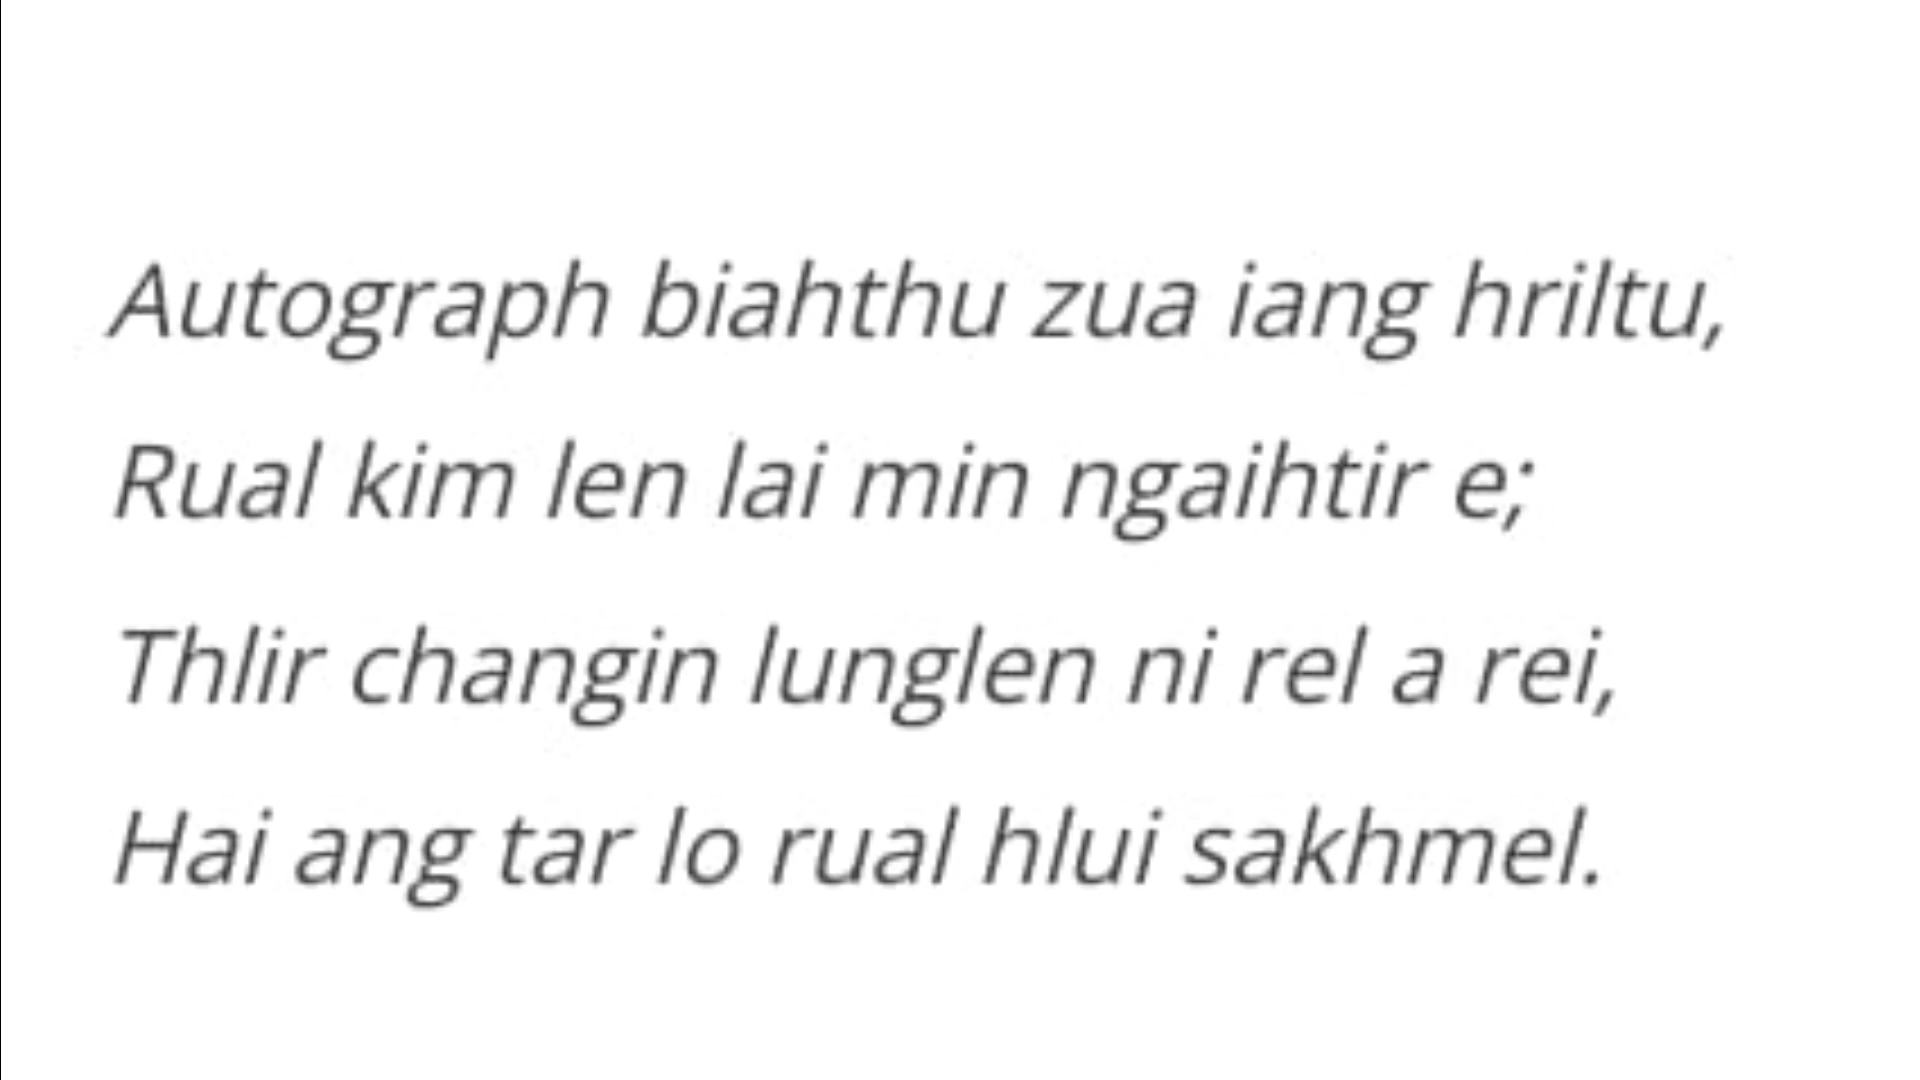 Autograph biahthu zua iang hriltu,
Rual kim len lai min ngaihtir e;
Thlir changin lunglen ni rel a rei,
Hai ang tar lo rual hlui sakhmel.